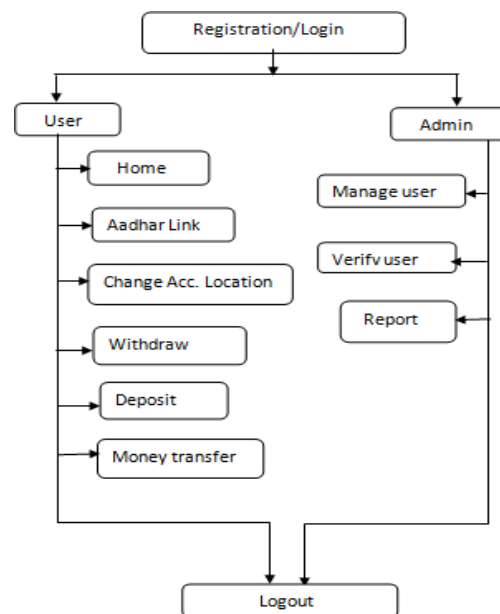 Registration/Login
User
Admin
Home
Manage user
Aadhar Link
Verifv user
Change Acc. Location
Report
Withdraw
Deposit
Money transfer
Logout